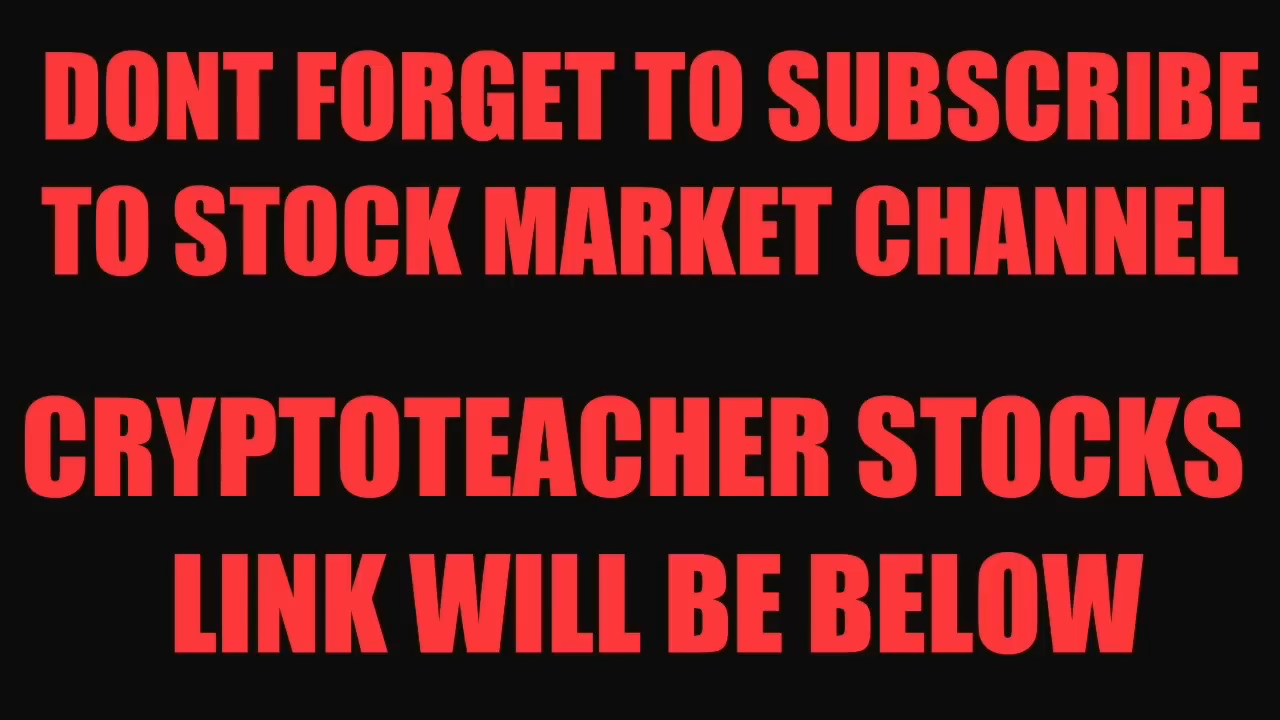 DONT FORGET TO SUBSCRIBE
TO STOCK MARKET CHANNEL
CRYPTOTEACHER STOCKS
LINK WILL BE BELOW